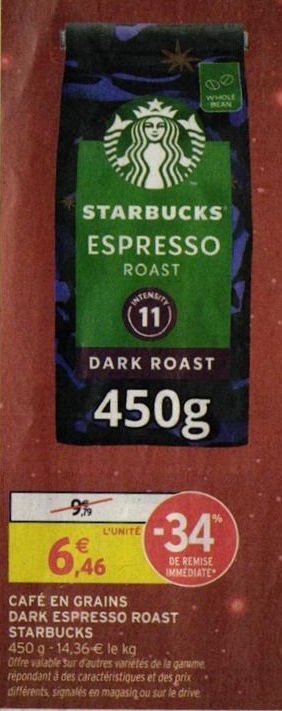 WHOLE
BEAN
STARBUCKS
ESPRESSO
ROAST
INTENSITY
11
DARK ROAST
450g
9,79
L'UNITÉ
6,46 €
-34%
DE REMISE
IMMÉDIATE*
CAFÉ EN GRAINS
DARK ESPRESSO ROAST
STARBUCKS
450 g - 14,36 € le kg
Offre valable sur d'autres variétés de la gamme,
répondant à des caractéristiques et des prix
différents, signalés en magasin ou sur le drive.